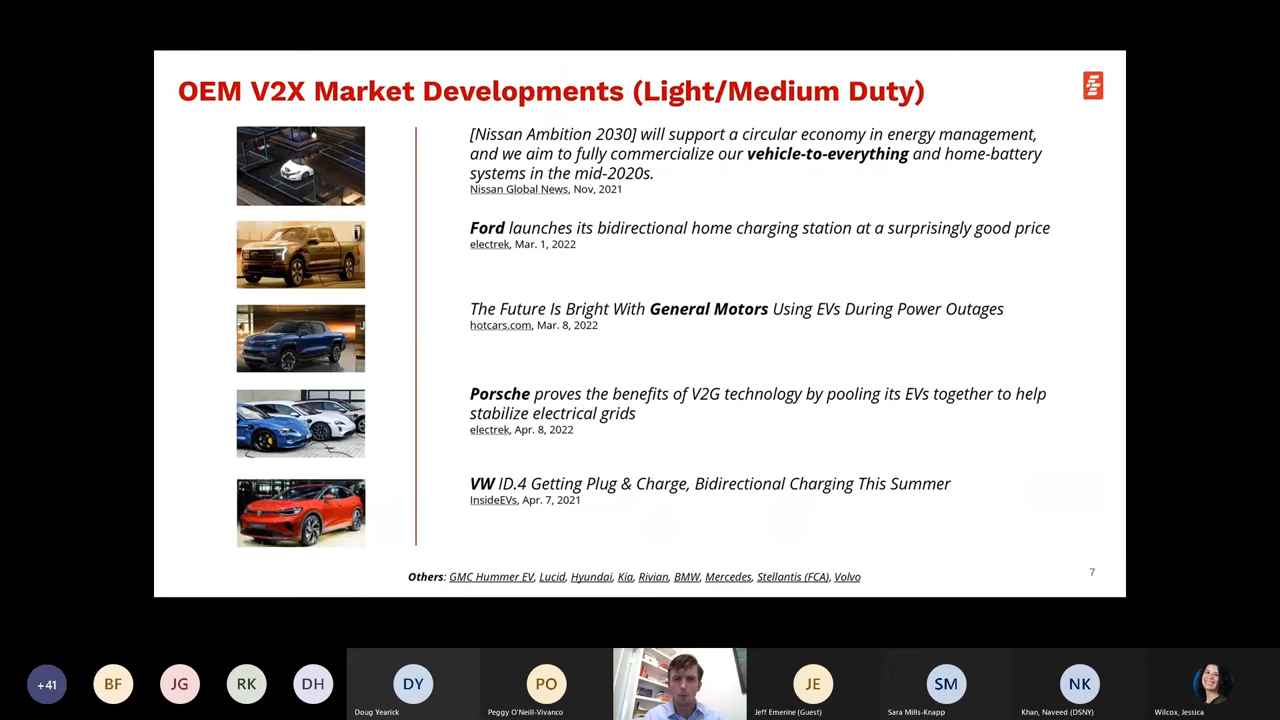 OEM V2X Market Developments (Light/Medium Duty)
[Nissan Ambition 2030] will support a circular economy in energy management,
and we aim to fully commercialize our vehicle-to-everything and home-battery
systems in the mid-2020s.
Nissan Global News, Nov, 2021
Ford launches its bidirectional home charging station at a surprisingly good price
electrek, Mar. 1, 2022
The Future Is Bright With General Motors Using EVs During Power Outages
hotcars.com, Mar. 8, 2022
Porsche proves the benefits of V2G technology by pooling its EVs together to help
stabilize electrical grids
electrek, Apr. 8, 2022
VW ID.4 Getting Plug & Charge, Bidirectional Charging This Summer
InsideEVs, Apr. 7, 2021
Others: GMC Hummer EV, Lucid, Hyundai, Kia, Rivian, BMW, Mercedes, Stellantis (FCA), Volvo
7
+41 BF JG RK DH DY PO JE SM NK
Doug Yearick Peggy O'Neill-Vivanco Jeff Emerine (Guest) Sara Mills-Knapp Khan, Naveed (DSNY) Wilcox, Jessica